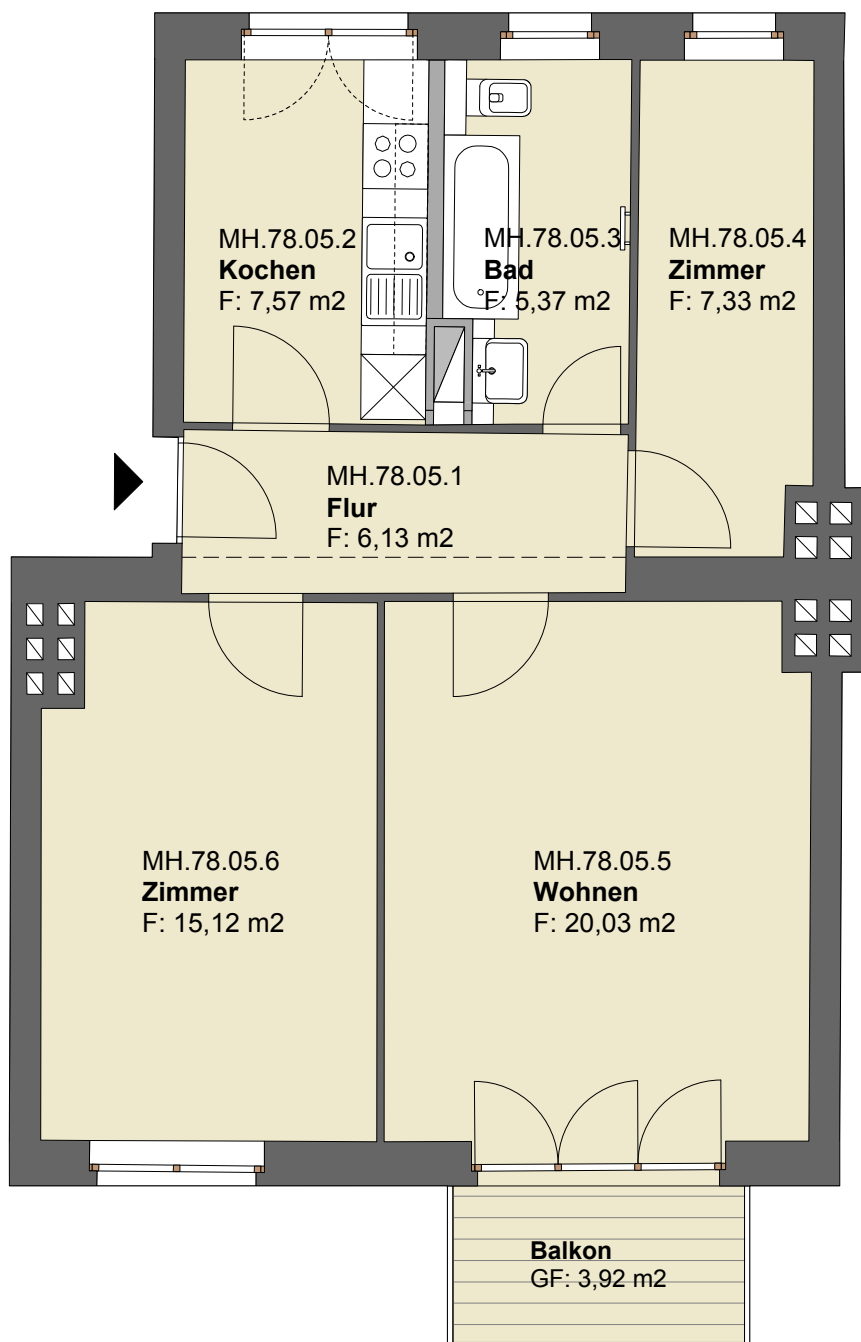 MH.78.05.2
Kochen
F: 7,57 m2
MH.78.05.3
Bad
F: 5,37 m2
MH.78.05.4
Zimmer
F: 7,33 m2
MH.78.05.1
Flur
F: 6,13 m2
MH.78.05.6
Zimmer
F: 15,12 m2
MH.78.05.5
Wohnen
F: 20,03 m2
Balkon
GF: 3,92 m2